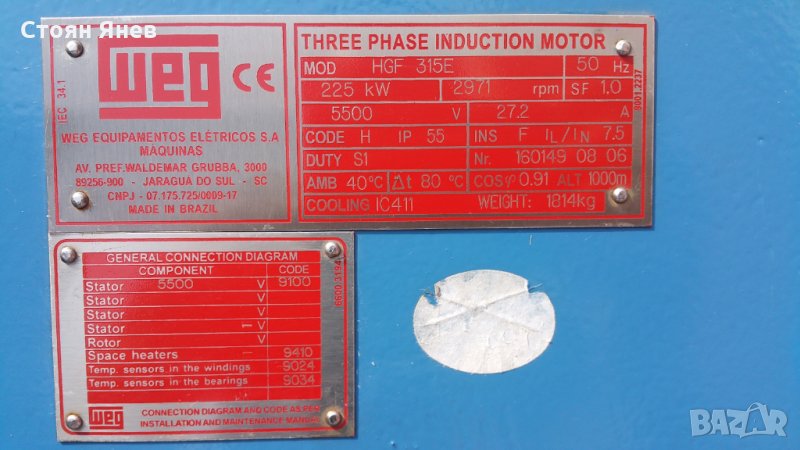 Стоян Янев
IEC 34.1
WEG CE
WEG EQUIPAMENTOS ELÉTRICOS S.A
MÁQUINAS
AV. PREF.WALDEMAR GRUBBA, 3000
89256-900 - JARAGUA DO SUL - SC
CNPJ - 07.175.725/0009-17
MADE IN BRAZIL
THREE PHASE INDUCTION MOTOR
MOD HGF 315E 50 Hz
225 kW 2971 rpm SF 1.0
5500 V 27.2 A
CODE H IP 55 INS F IL/IN 7.5
DUTY S1 Nr. 160149 08 06
AMB 40°C Δt 80 °C COSφ 0.91 ALT 1000m
COOLING IC411 WEIGHT: 1814kg
9001.2237
GENERAL CONNECTION DIAGRAM
COMPONENT CODE
Stator 5500 V 9100
Stator V
Stator V
Stator V
Rotor V
Space heaters 9410
Temp. sensors in the windings 9024
Temp. sensors in the bearings 9034
WEG
CONNECTION DIAGRAM AND CODE AS PER
INSTALLATION AND MAINTENANCE MANUAL
BAZAR